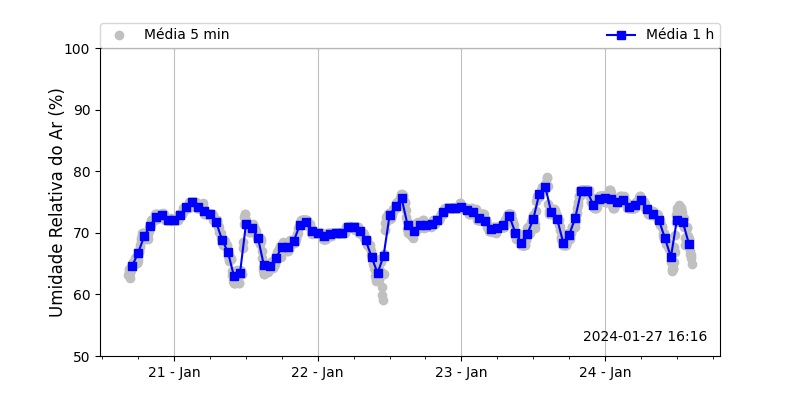 Média 5 min
Média 1 h
Umidade Relativa do Ar (%)
100
90
80
70
60
50
2024-01-27 16:16
21 - Jan
22 - Jan
23 - Jan
24 - Jan